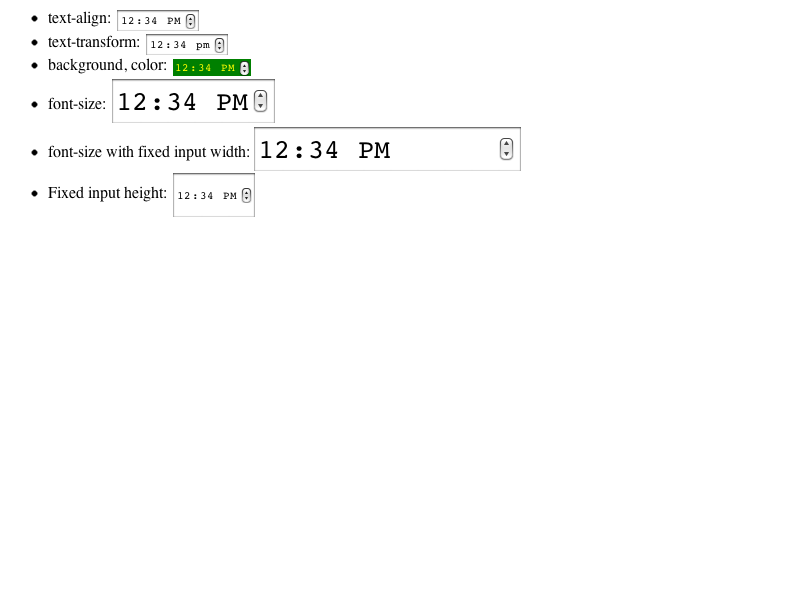 text-align: 12:34 PM
text-transform: 12:34 pm
background, color: 12:34 PM
font-size: 12:34 PM
font-size with fixed input width: 12:34 PM
Fixed input height: 12:34 PM